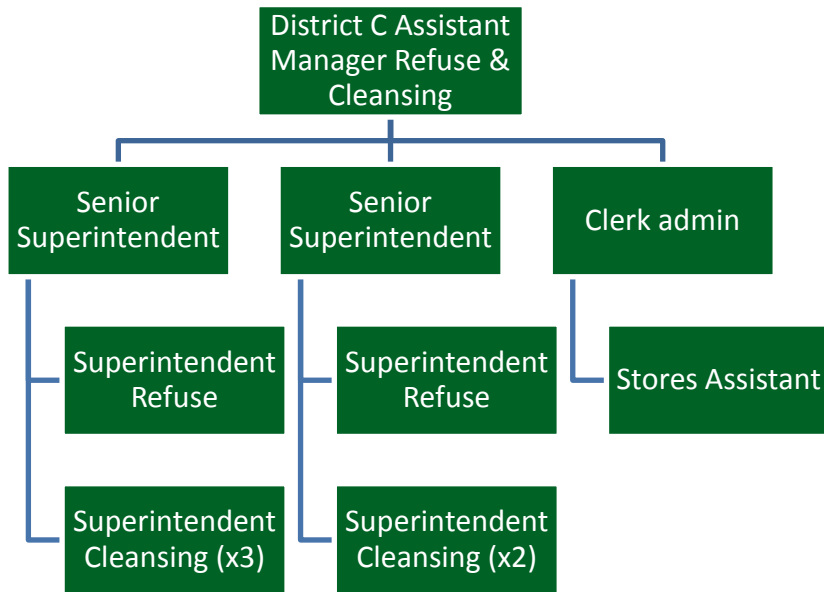 District C Assistant
Manager Refuse &
Cleansing
Senior
Superintendent
Senior
Superintendent
Clerk admin
Superintendent
Refuse
Superintendent
Refuse
Stores Assistant
Superintendent
Cleansing (x3)
Superintendent
Cleansing (x2)